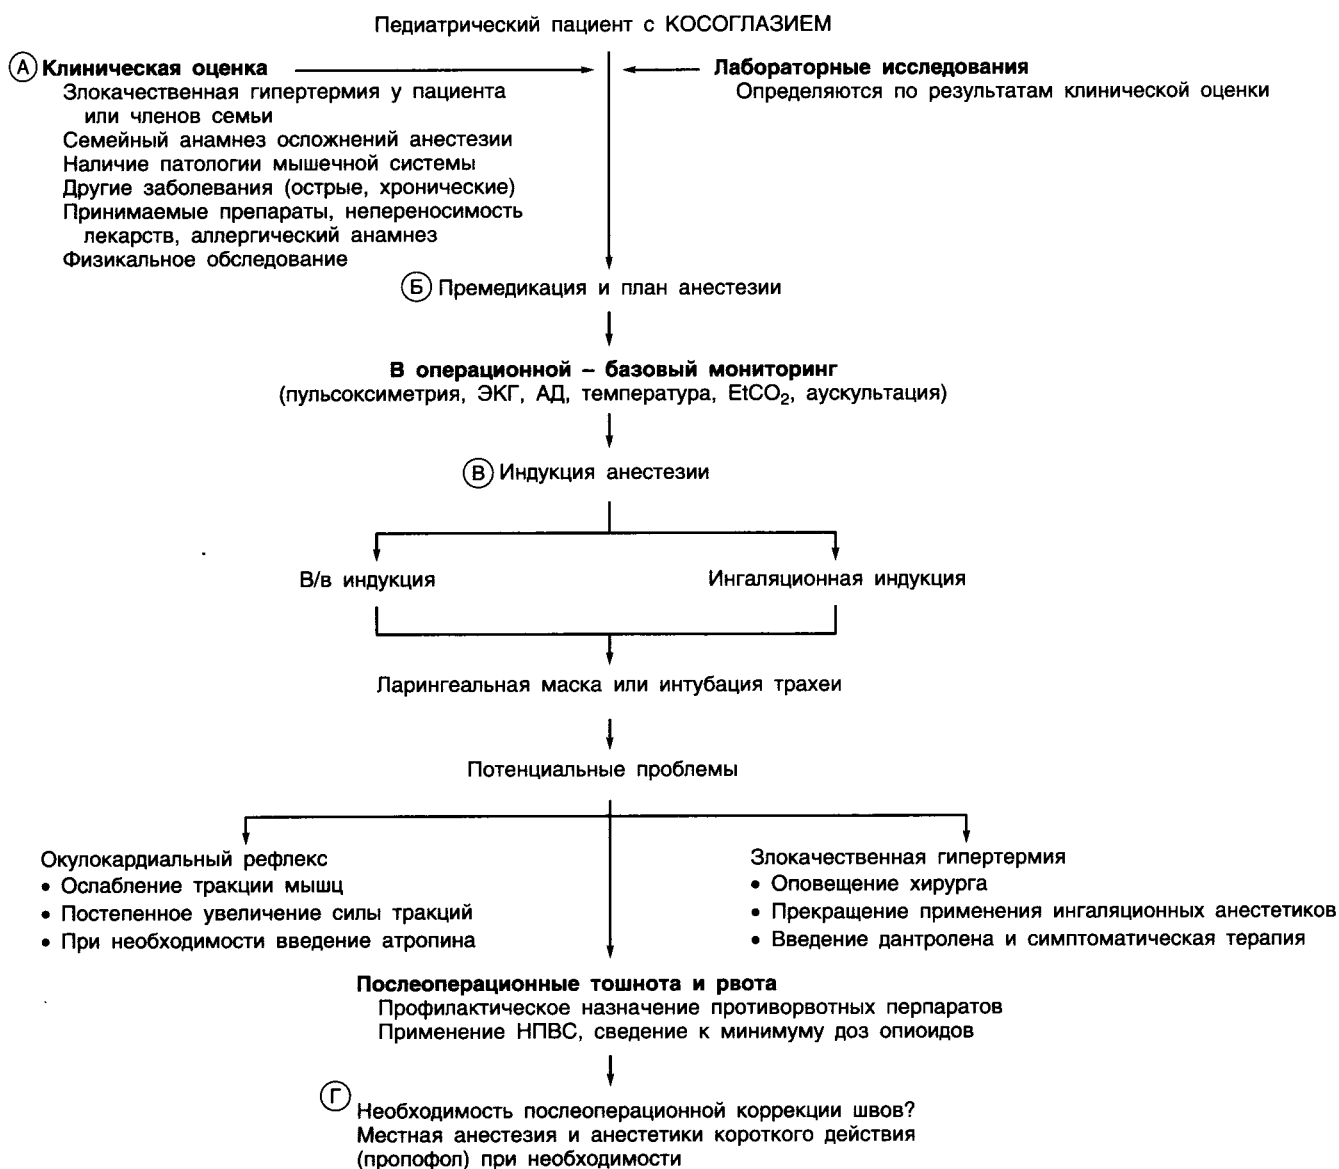 Педиатрический пациент с КОСОГЛАЗИЕМ
А Клиническая оценка
Злокачественная гипертермия у пациента
или членов семьи
Семейный анамнез осложнений анестезии
Наличие патологии мышечной системы
Другие заболевания (острые, хронические)
Принимаемые препараты, непереносимость
лекарств, аллергический анамнез
Физикальное обследование
Лабораторные исследования
Определяются по результатам клинической оценки
Б Премедикация и план анестезии
В операционной – базовый мониторинг
(пульсоксиметрия, ЭКГ, АД, температура, EtCO₂, аускультация)
В Индукция анестезии
В/в индукция
Ингаляционная индукция
Ларингеальная маска или интубация трахеи
Потенциальные проблемы
Окулокардиальный рефлекс
• Ослабление тракции мышц
• Постепенное увеличение силы тракций
• При необходимости введение атропина
Злокачественная гипертермия
• Оповещение хирурга
• Прекращение применения ингаляционных анестетиков
• Введение дантролена и симптоматическая терапия
Послеоперационные тошнота и рвота
Профилактическое назначение противорвотных перпаратов
Применение НПВС, сведение к минимуму доз опиоидов
Г Необходимость послеоперационной коррекции швов?
Местная анестезия и анестетики короткого действия
(пропофол) при необходимости